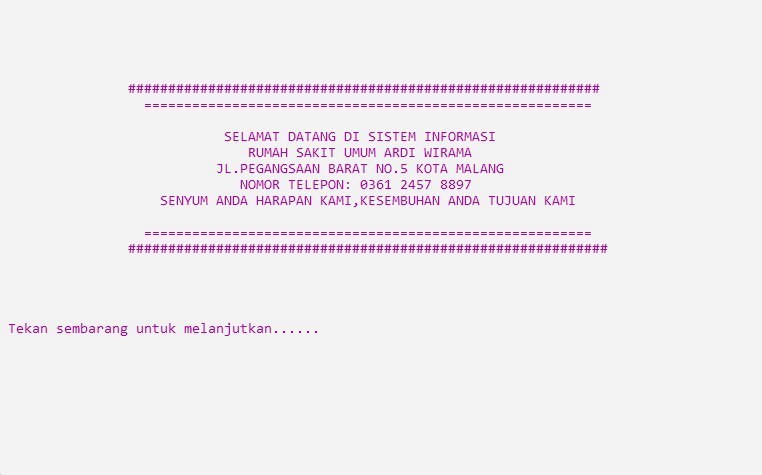 ###########################################################
========================================================
SELAMAT DATANG DI SISTEM INFORMASI
RUMAH SAKIT UMUM ARDI WIRAMA
JL.PEGANGSAAN BARAT NO.5 KOTA MALANG
NOMOR TELEPON: 0361 2457 8897
SENYUM ANDA HARAPAN KAMI,KESEMBUHAN ANDA TUJUAN KAMI
========================================================
############################################################
Tekan sembarang untuk melanjutkan......